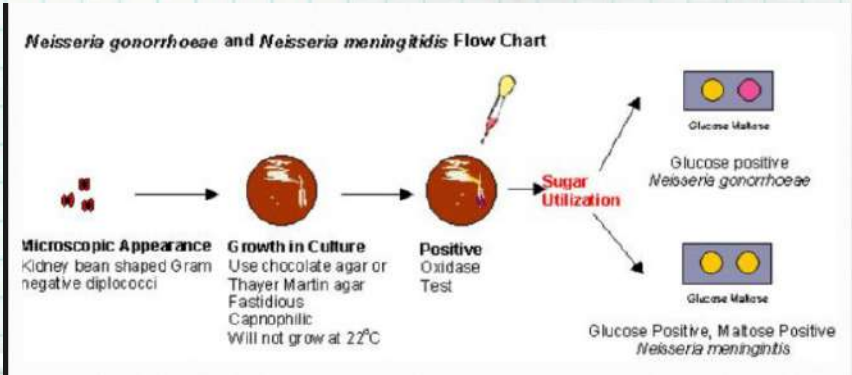 Neisseria gonorrhoeae and Neisseria meningitidis Flow Chart
Glucose Maltose
Glucose positive
Neisseria gonorrhoeae
Sugar
Utilization
Microscopic Appearance
Kidney bean shaped Gram
negative diplococci
Growth in Culture
Use chocolate agar or
Thayer Martin agar
Fastidious
Capnophilic
Will not grow at 22°C
Positive
Oxidase
Test
Glucose Maltose
Glucose Positive, Maltose Positive
Neisseria meninginitis